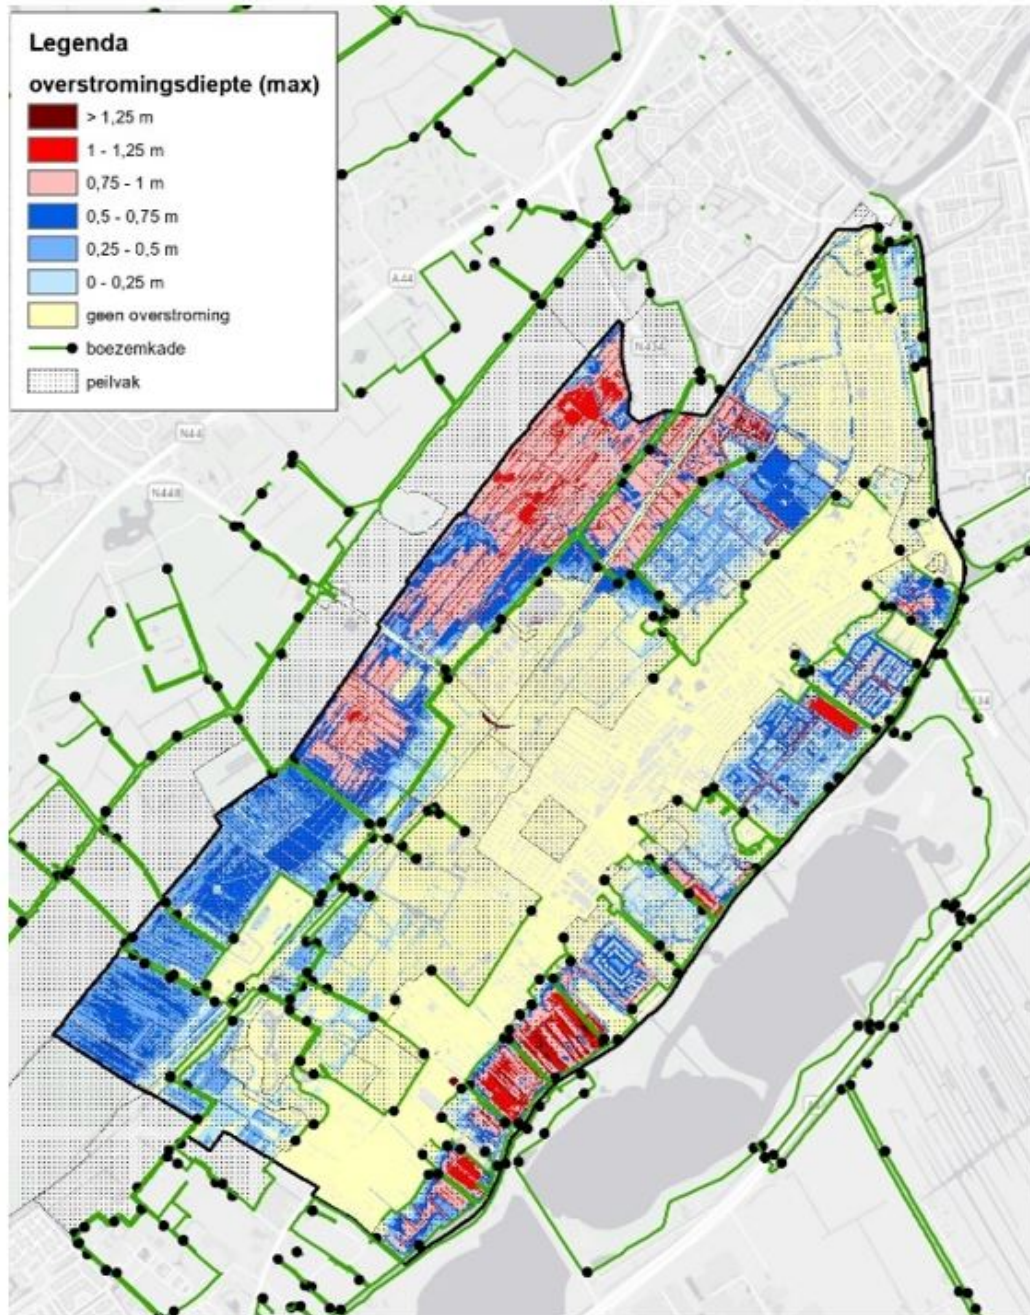 Legenda
overstromingsdiepte (max)
> 1,25 m
1 - 1,25 m
0,75 - 1 m
0,5 - 0,75 m
0,25 - 0,5 m
0 - 0,25 m
geen overstroming
boezemkade
peilvak
A44
N434
N44
N448